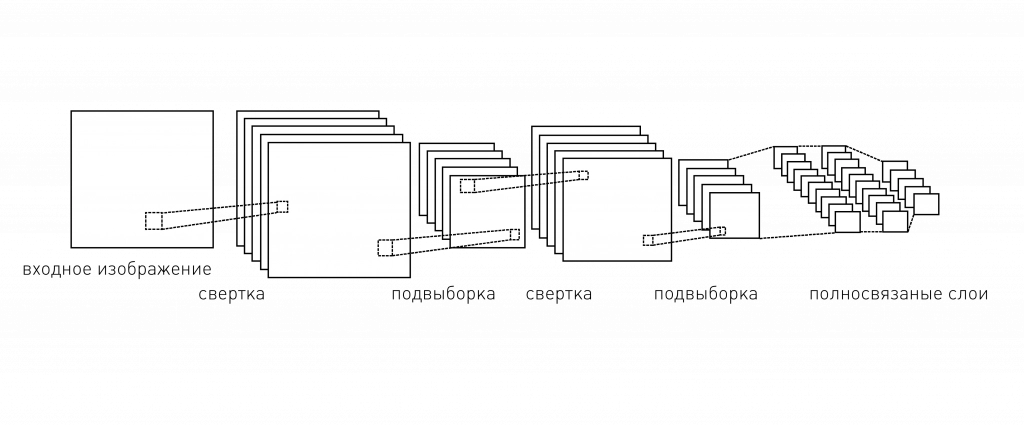 входное изображение
свертка
подвыборка
свертка
подвыборка
полносвязаные слои